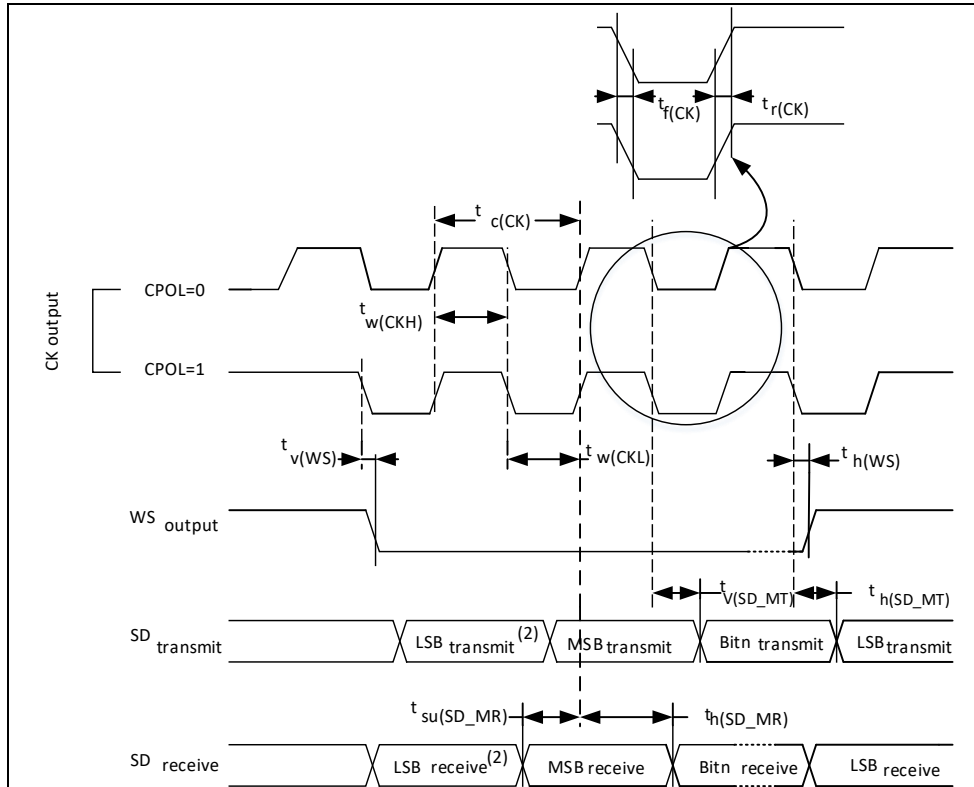 t f(CK)
t r(CK)
t c(CK)
CPOL=0
t w(CKH)
CK output
CPOL=1
t v(WS)
t w(CKL)
t h(WS)
WS output
t V(SD_MT)
t h(SD_MT)
SD transmit
LSB transmit(2)
MSB transmit
Bitn transmit
LSB transmit
t su(SD_MR)
t h(SD_MR)
SD receive
LSB receive(2)
MSB receive
Bitn receive
LSB receive